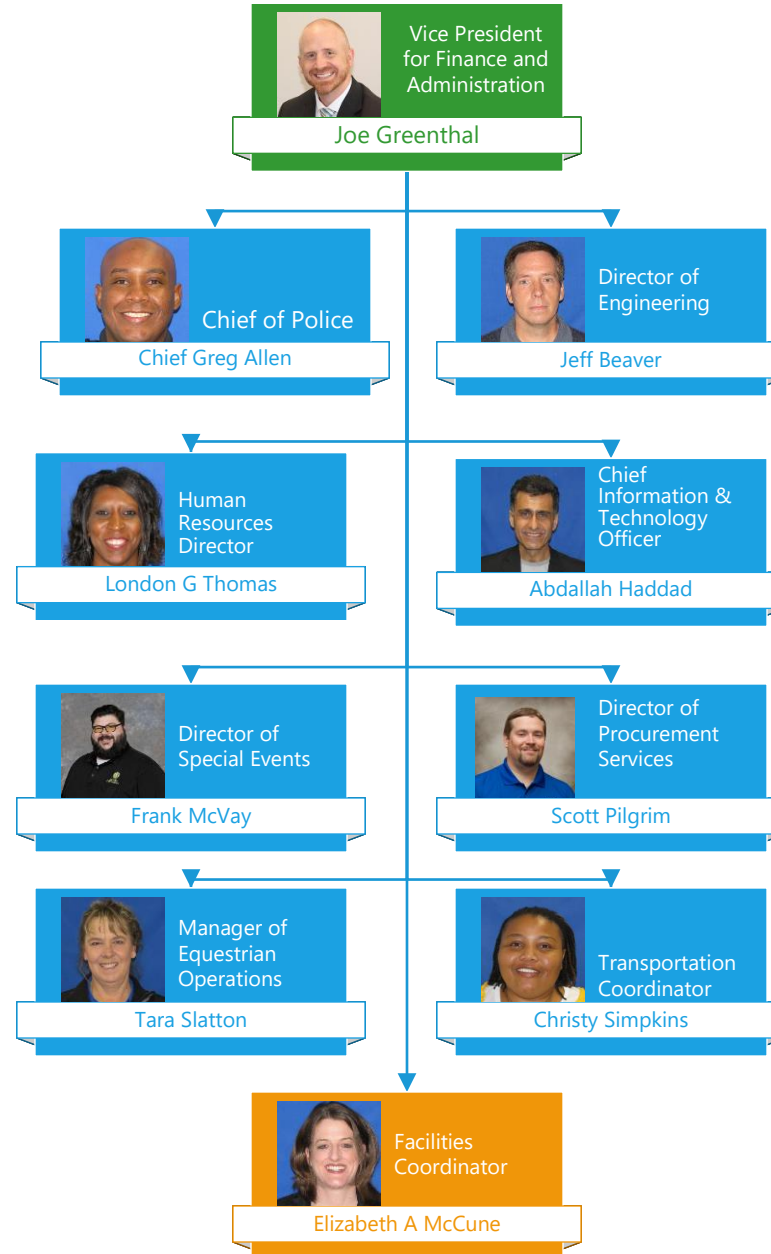 Vice President
for Finance and
Administration
Joe Greenthal
Chief of Police
Chief Greg Allen
Director of
Engineering
Jeff Beaver
Human
Resources
Director
London G Thomas
Chief
Information &
Technology
Officer
Abdallah Haddad
Director of
Special Events
Frank McVay
Director of
Procurement
Services
Scott Pilgrim
Manager of
Equestrian
Operations
Tara Slatton
Transportation
Coordinator
Christy Simpkins
Facilities
Coordinator
Elizabeth A McCune